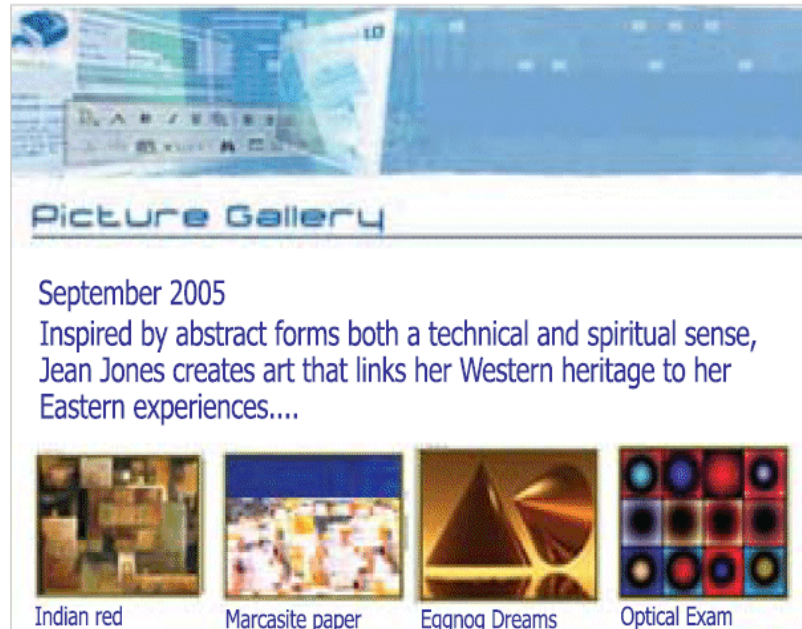 Picture Gallery
September 2005
Inspired by abstract forms both a technical and spiritual sense,
Jean Jones creates art that links her Western heritage to her
Eastern experiences....
Indian red
Marcasite paper
Eggnog Dreams
Optical Exam